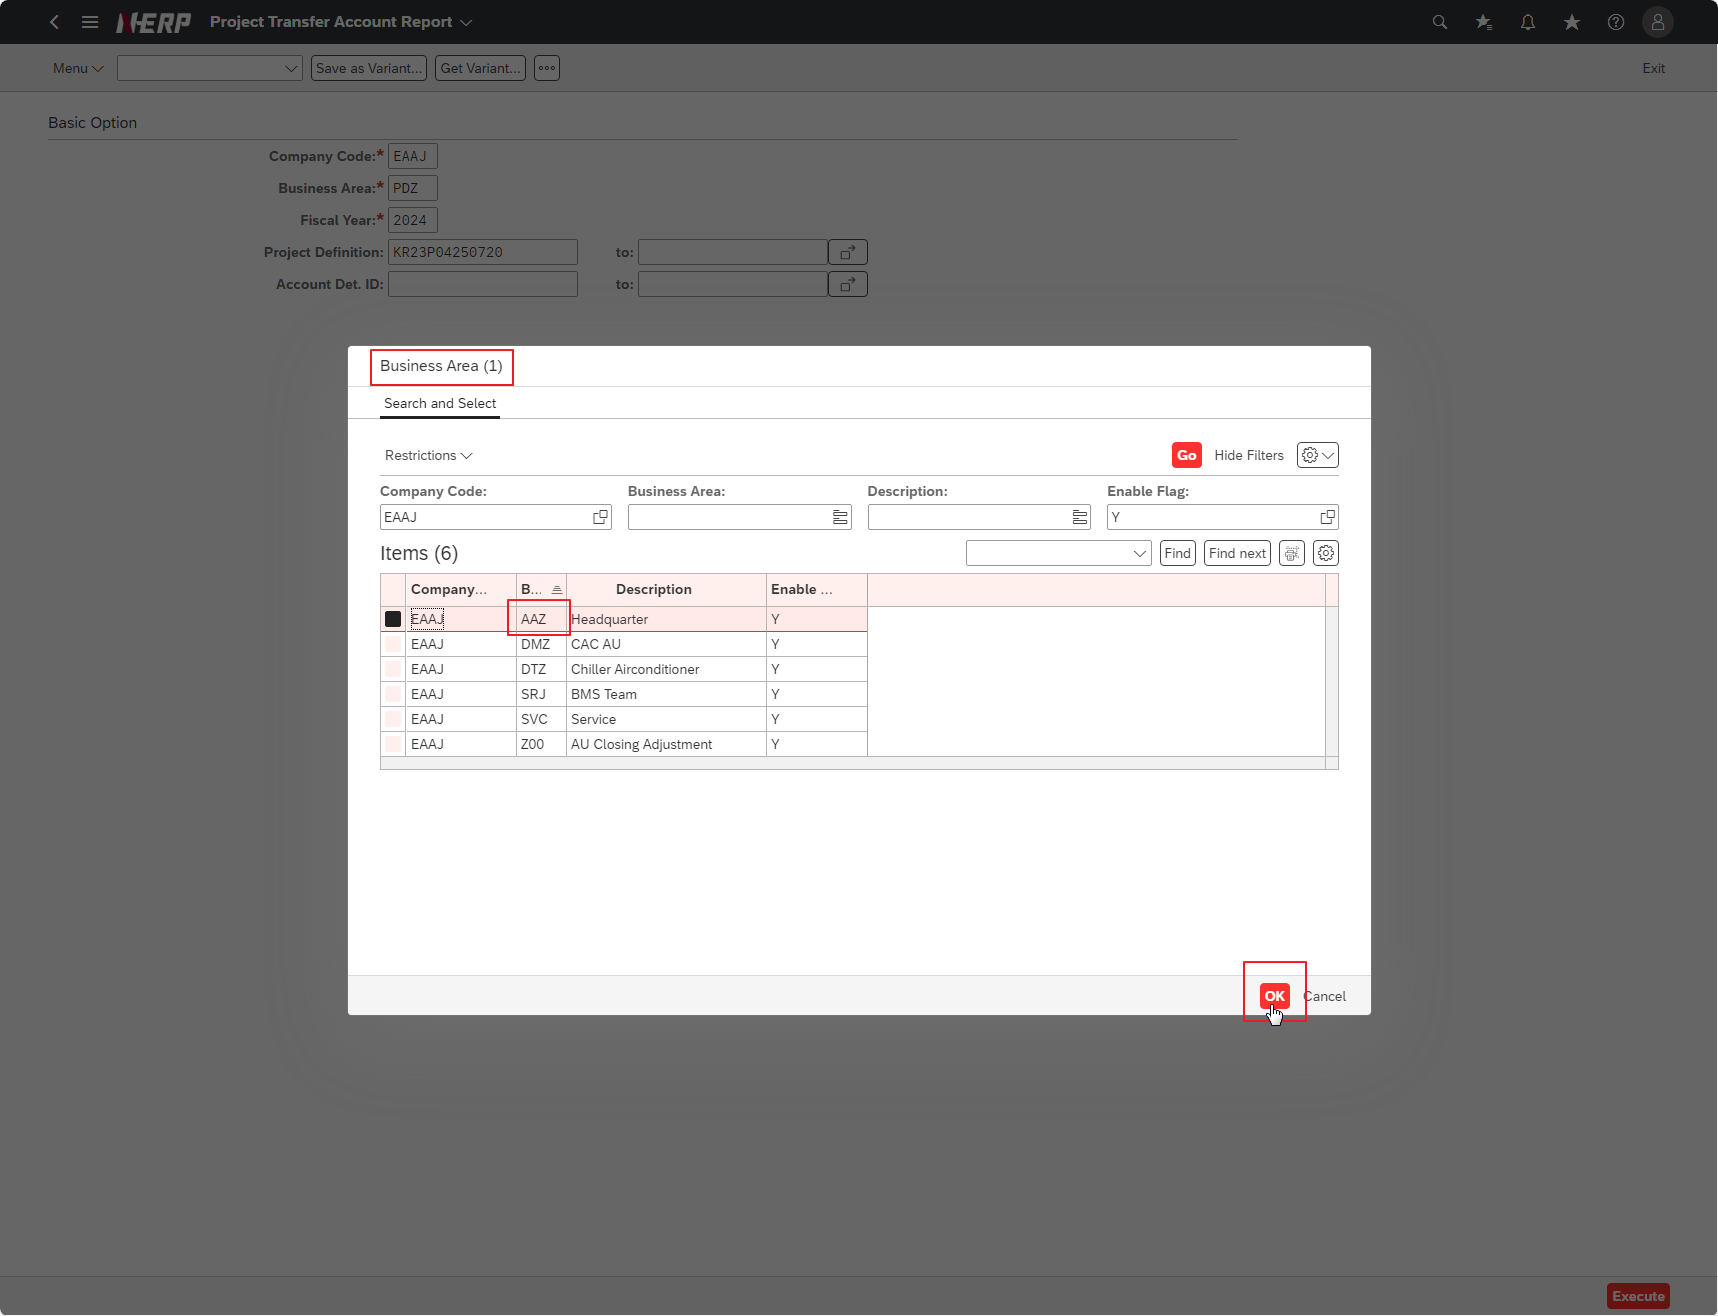 NERP Project Transfer Account Report
Menu Save as Variant... Get Variant... Exit
Basic Option
Company Code:* EAAJ
Business Area:* PDZ
Fiscal Year:* 2024
Project Definition: KR23P04250720 to:
Account Det. ID: to:
Business Area (1)
Search and Select
Restrictions Go Hide Filters
Company Code: Business Area: Description: Enable Flag:
EAAJ Y
Items (6) Find Find next
Company... B... Description Enable ...
EAAJ AAZ Headquarter Y
EAAJ DMZ CAC AU Y
EAAJ DTZ Chiller Airconditioner Y
EAAJ SRJ BMS Team Y
EAAJ SVC Service Y
EAAJ Z00 AU Closing Adjustment Y
OK Cancel
Execute